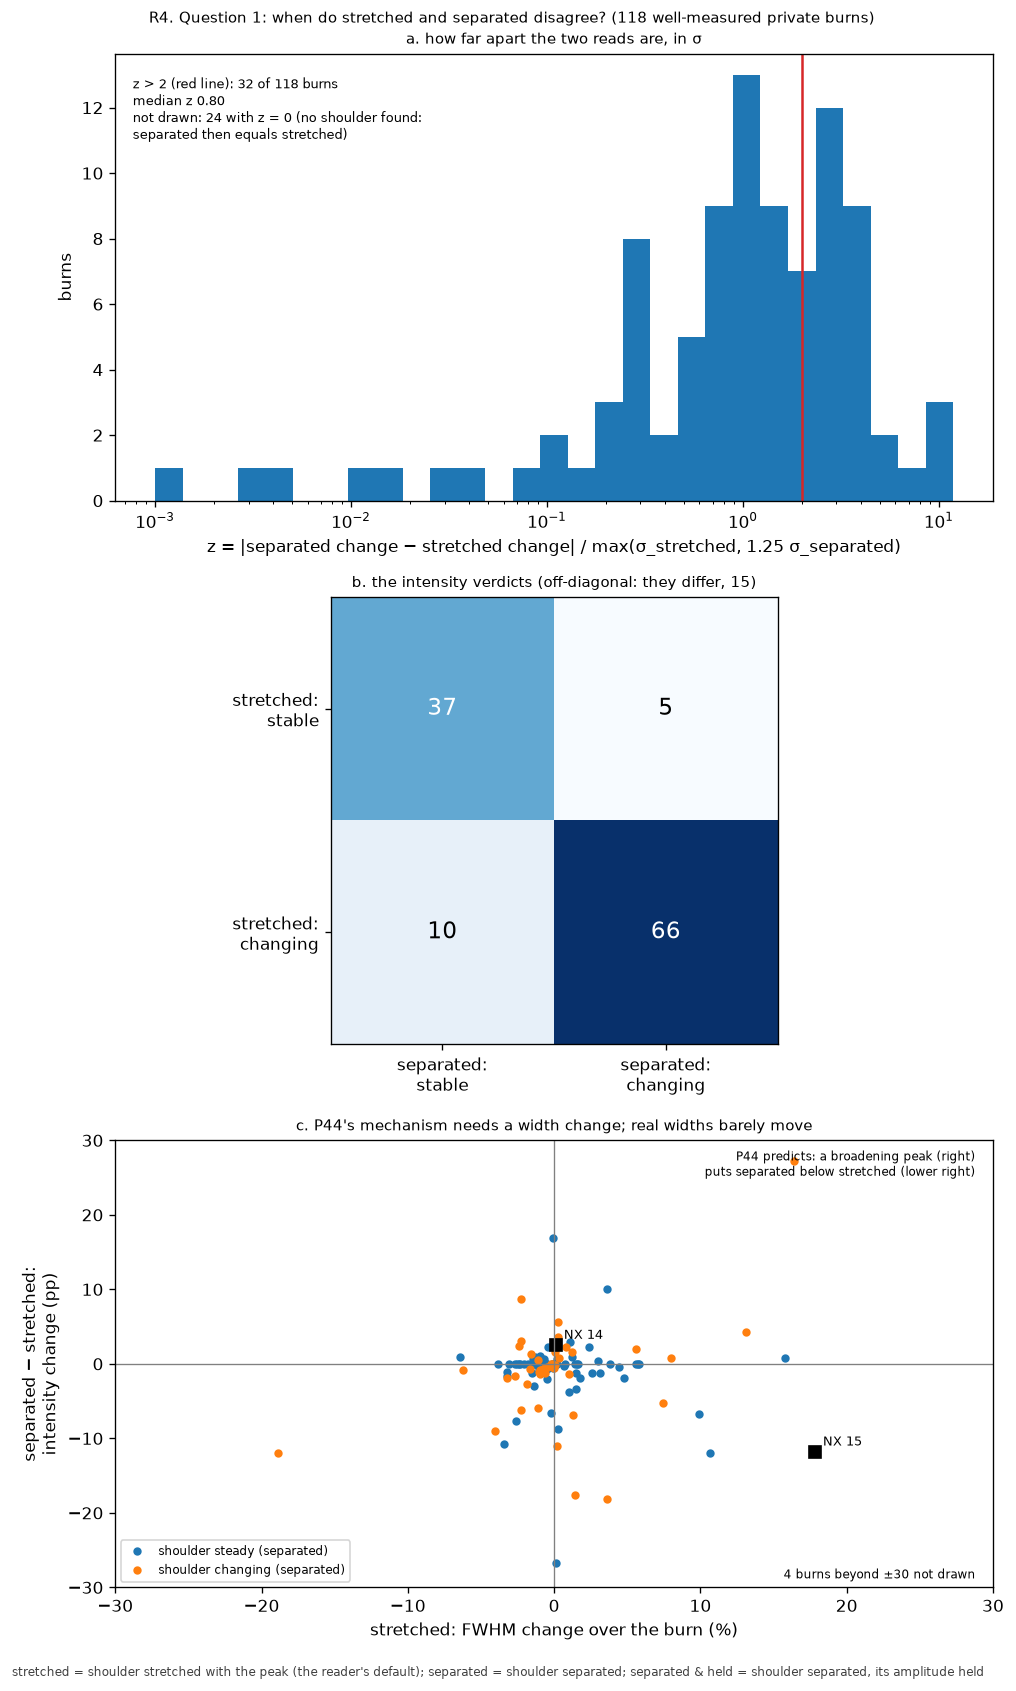 R4. Question 1: when do stretched and separated disagree? (118 well-measured private burns)
a. how far apart the two reads are, in σ
z > 2 (red line): 32 of 118 burns
median z 0.80
not drawn: 24 with z = 0 (no shoulder found:
separated then equals stretched)
burns
12
10
8
6
4
2
0
10⁻³
10⁻²
10⁻¹
10⁰
10¹
z = |separated change − stretched change| / max(σ_stretched, 1.25 σ_separated)
b. the intensity verdicts (off-diagonal: they differ, 15)
stretched:
stable
37
5
stretched:
changing
10
66
separated:
stable
separated:
changing
c. P44's mechanism needs a width change; real widths barely move
P44 predicts: a broadening peak (right)
puts separated below stretched (lower right)
separated − stretched:
intensity change (pp)
30
20
10
0
−10
−20
−30
NX 14
NX 15
shoulder steady (separated)
shoulder changing (separated)
4 burns beyond ±30 not drawn
−30
−20
−10
0
10
20
30
stretched: FWHM change over the burn (%)
stretched = shoulder stretched with the peak (the reader's default); separated = shoulder separated; separated & held = shoulder separated, its amplitude held